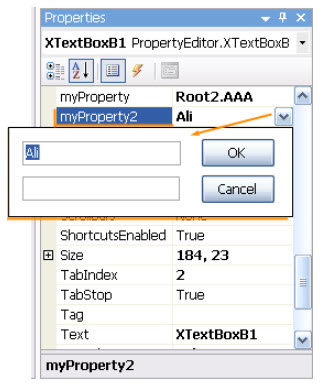 Properties
XTextBoxB1 PropertyEditor.XTextBoxB
myProperty Root2.AAA
myProperty2 Ali
Ali OK
Cancel
ScrollBars None
ShortcutsEnabled True
Size 184, 23
TabIndex 2
TabStop True
Tag
Text XTextBoxB1
myProperty2